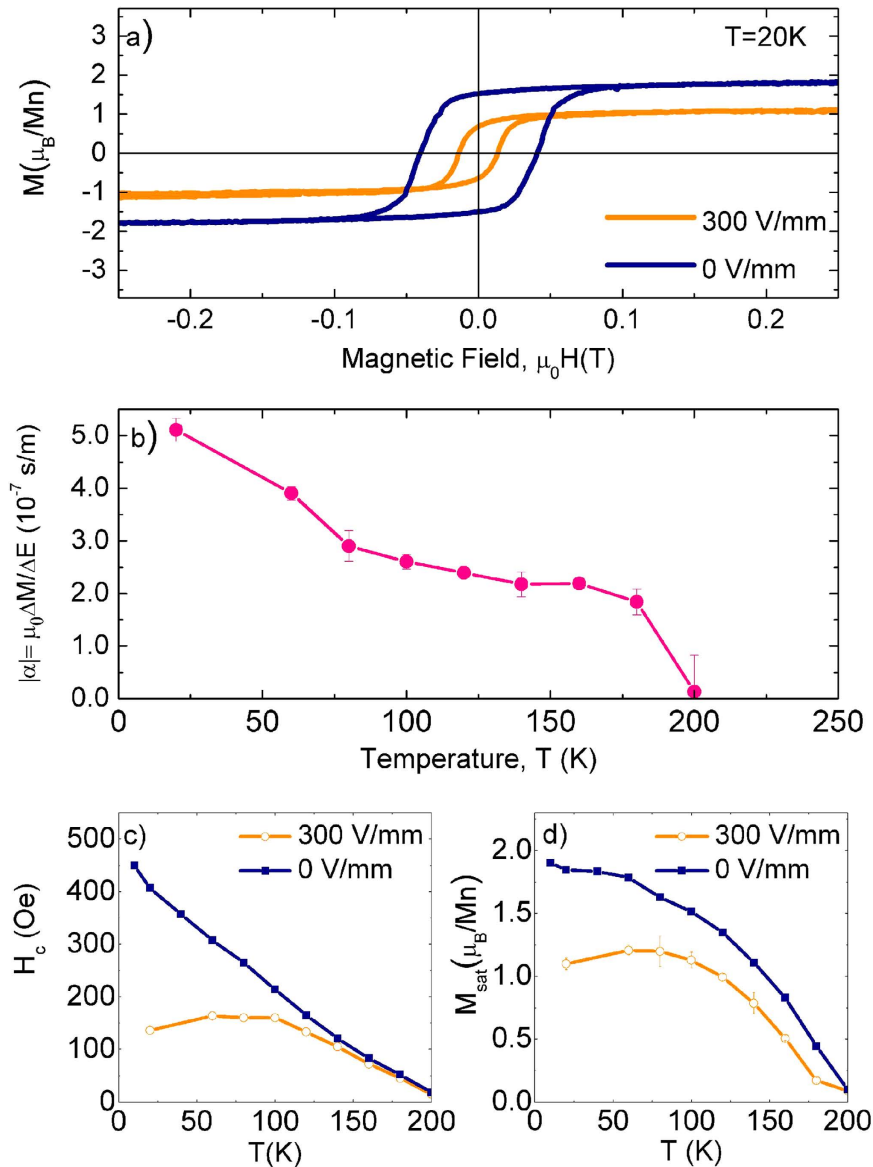 a)
T=20K
3
2
1
0
-1
-2
-3
M(μB/Mn)
300 V/mm
0 V/mm
-0.2 -0.1 0.0 0.1 0.2
Magnetic Field, μ0H(T)
b)
5.0
4.0
3.0
2.0
1.0
0.0
|α|= μ0ΔM/ΔE (10-7 s/m)
0 50 100 150 200 250
Temperature, T (K)
c)
300 V/mm
0 V/mm
500
400
300
200
100
0
Hc (Oe)
0 50 100 150 200
T(K)
d)
300 V/mm
0 V/mm
2.0
1.5
1.0
0.5
0.0
Msat(μB/Mn)
0 50 100 150 200
T (K)